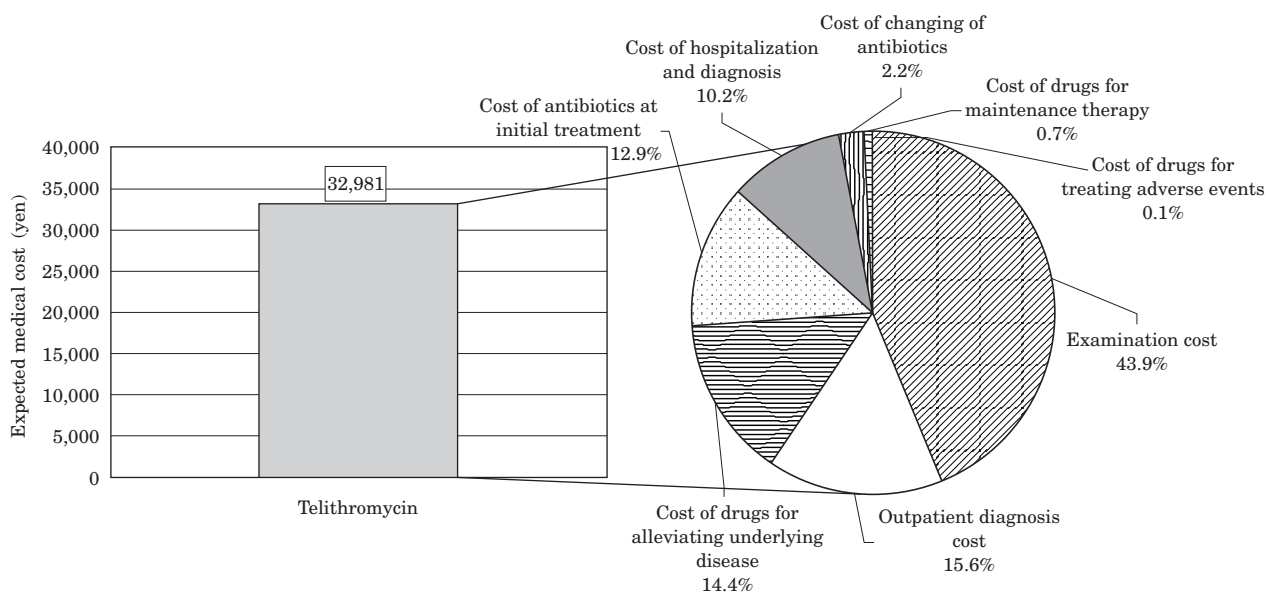 Cost of changing of
antibiotics
2.2%
Cost of hospitalization
and diagnosis
10.2%
Cost of drugs for
maintenance therapy
0.7%
Cost of antibiotics at
initial treatment
12.9%
Cost of drugs for
treating adverse events
0.1%
Expected medical cost (yen)
40,000
35,000
30,000
25,000
20,000
15,000
10,000
5,000
0
32,981
Telithromycin
Examination cost
43.9%
Cost of drugs for
alleviating underlying
disease
14.4%
Outpatient diagnosis
cost
15.6%